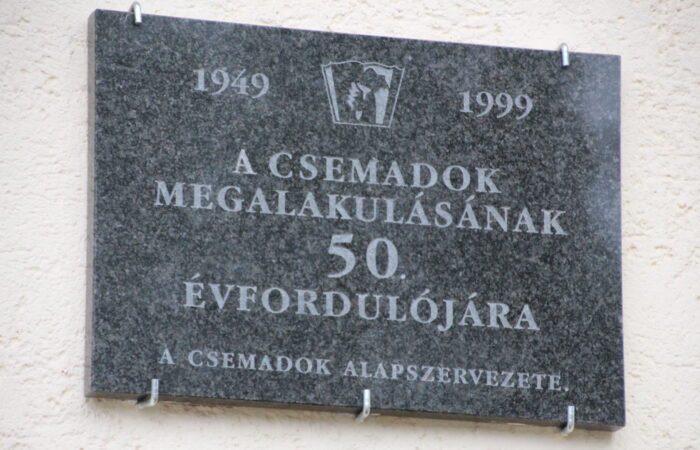 1949 1999
A CSEMADOK
MEGALAKULÁSÁNAK
50.
ÉVFORDULÓJÁRA
A CSEMADOK ALAPSZERVEZETE.